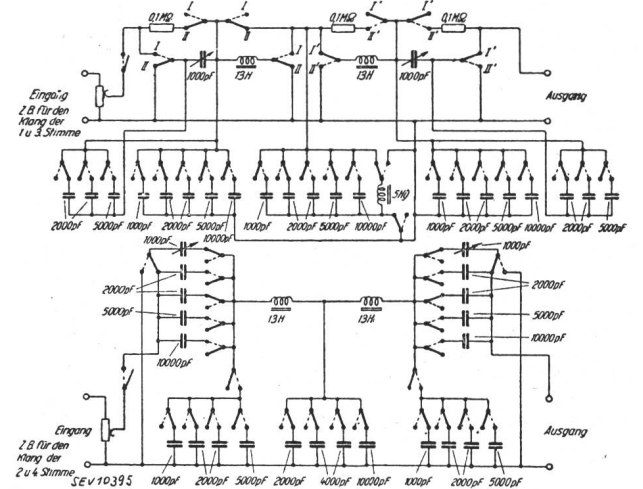 0,1MΩ
I
II
I
II
0,1MΩ
I'
II'
I'
II'
0,1MΩ
I
II
1000pF
13H
I
II
I'
II'
13H
1000pF
I'
II'
Eingang
Z.B. für den
Klang der
1 u 3. Stimme
Ausgang
2000pF
5000pF
1000pF
2000pF
5000pF
10000pF
1000pF
2000pF
5000pF
10000pF
1000pF
2000pF
5000pF
10000pF
2000pF
5000pF
1000pF
2000pF
5000pF
10000pF
13H
13H
1000pF
2000pF
5000pF
10000pF
Eingang
Z.B. für den
Klang der
2 u 4. Stimme
Ausgang
1000pF
2000pF
5000pF
2000pF
4000pF
10000pF
1000pF
2000pF
5000pF
SEV10395